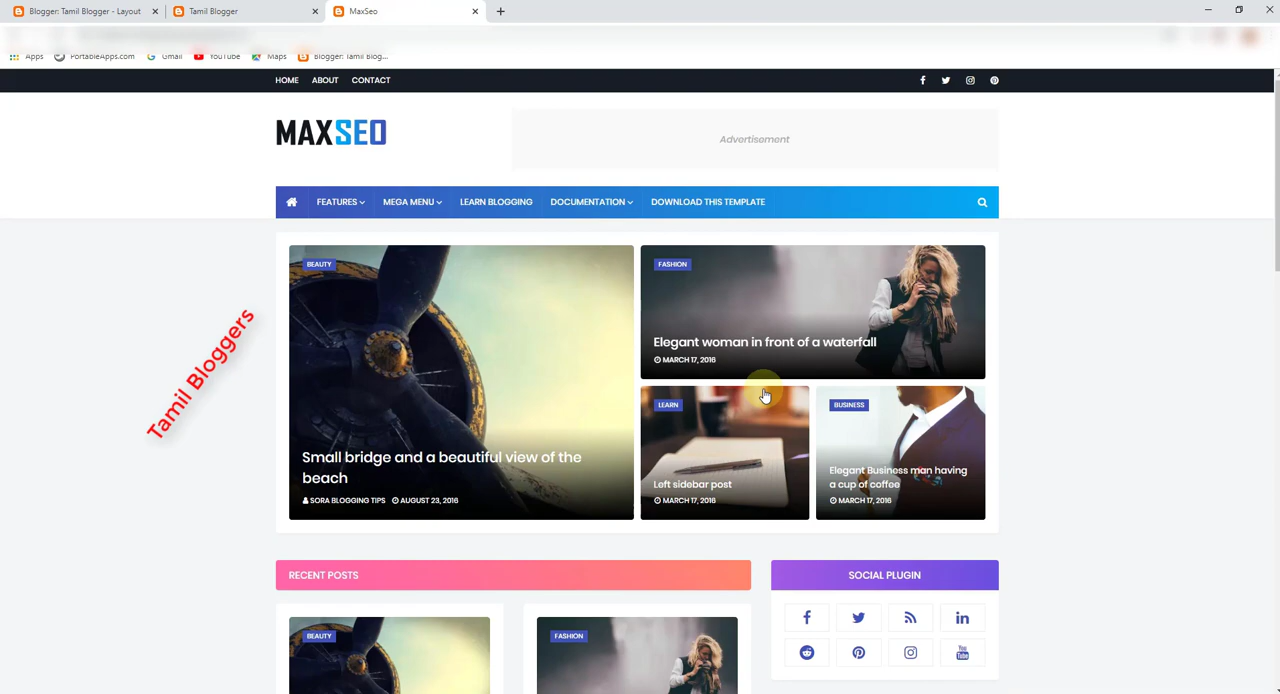 Blogger: Tamil Blogger - Layout
Tamil Blogger
MaxSeo
Apps
PortableApps.com
Gmail
YouTube
Maps
Blogger: Tamil Blog...
HOME
ABOUT
CONTACT
MAXSEO
Advertisement
FEATURES
MEGA MENU
LEARN BLOGGING
DOCUMENTATION
DOWNLOAD THIS TEMPLATE
BEAUTY
Small bridge and a beautiful view of the
beach
SORA BLOGGING TIPS
AUGUST 23, 2016
FASHION
Elegant woman in front of a waterfall
MARCH 17, 2016
LEARN
Left sidebar post
MARCH 17, 2016
BUSINESS
Elegant Business man having
a cup of coffee
MARCH 17, 2016
Tamil Bloggers
RECENT POSTS
SOCIAL PLUGIN
BEAUTY
FASHION
You
Tube